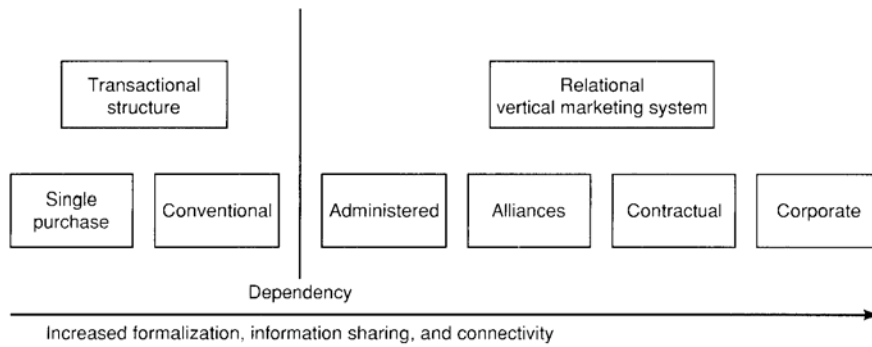 Transactional
structure
Relational
vertical marketing system
Single
purchase
Conventional
Administered
Alliances
Contractual
Corporate
Dependency
Increased formalization, information sharing, and connectivity